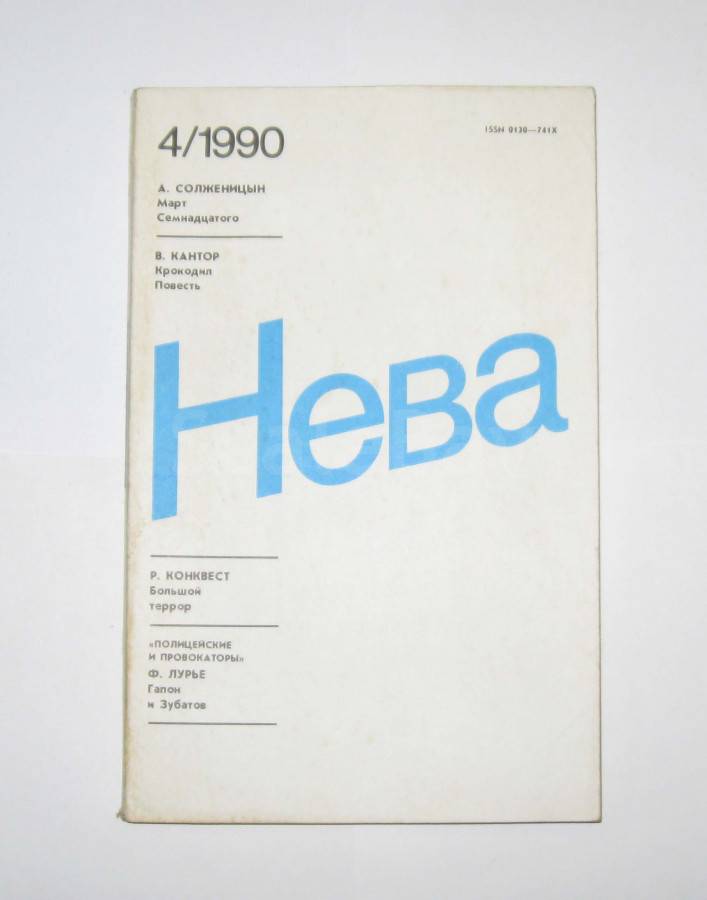 4/1990
ISSN 0130—741X
А. СОЛЖЕНИЦЫН
Март
Семнадцатого
В. КАНТОР
Крокодил
Повесть
Нева
Р. КОНКВЕСТ
Большой
террор
«ПОЛИЦЕЙСКИЕ
И ПРОВОКАТОРЫ»
Ф. ЛУРЬЕ
Гапон
и Зубатов